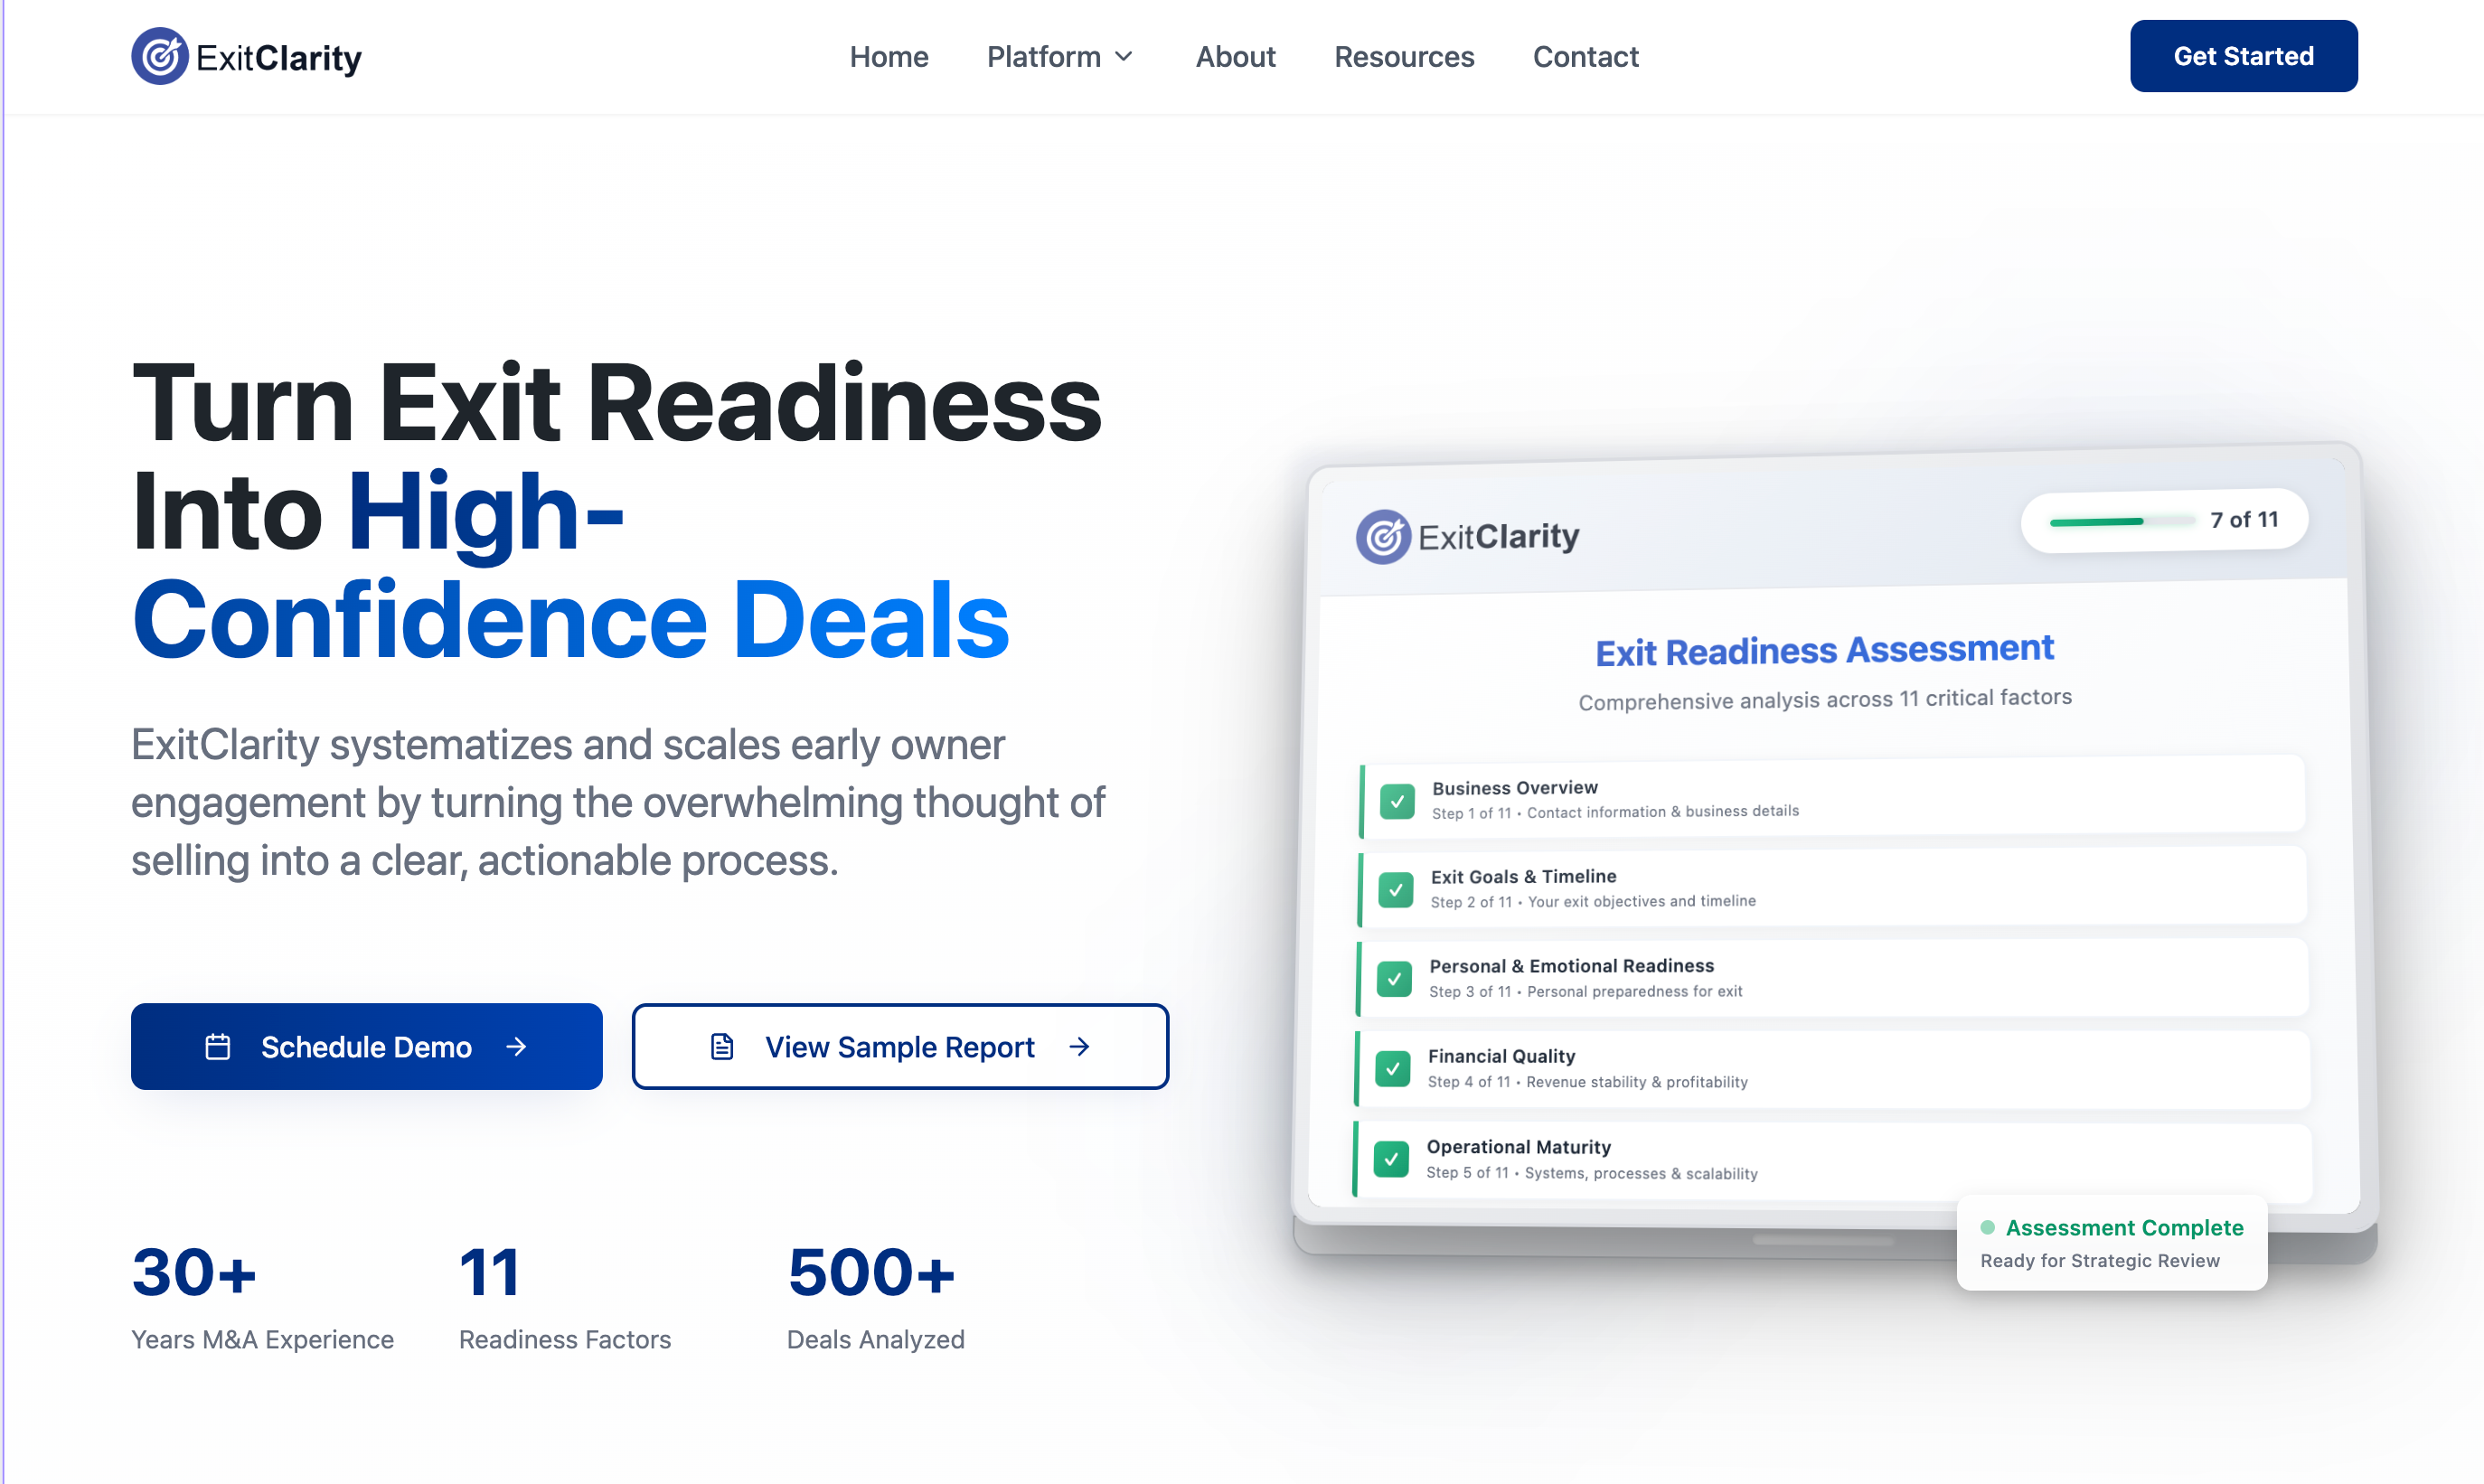 ExitClarity
Home
Platform
About
Resources
Contact
Get Started
Turn Exit Readiness
Into High-
Confidence Deals
ExitClarity systematizes and scales early owner
engagement by turning the overwhelming thought of
selling into a clear, actionable process.
Schedule Demo
View Sample Report
30+
Years M&A Experience
11
Readiness Factors
500+
Deals Analyzed
ExitClarity
7 of 11
Exit Readiness Assessment
Comprehensive analysis across 11 critical factors
Business Overview
Step 1 of 11 • Contact information & business details
Exit Goals & Timeline
Step 2 of 11 • Your exit objectives and timeline
Personal & Emotional Readiness
Step 3 of 11 • Personal preparedness for exit
Financial Quality
Step 4 of 11 • Revenue stability & profitability
Operational Maturity
Step 5 of 11 • Systems, processes & scalability
Assessment Complete
Ready for Strategic Review